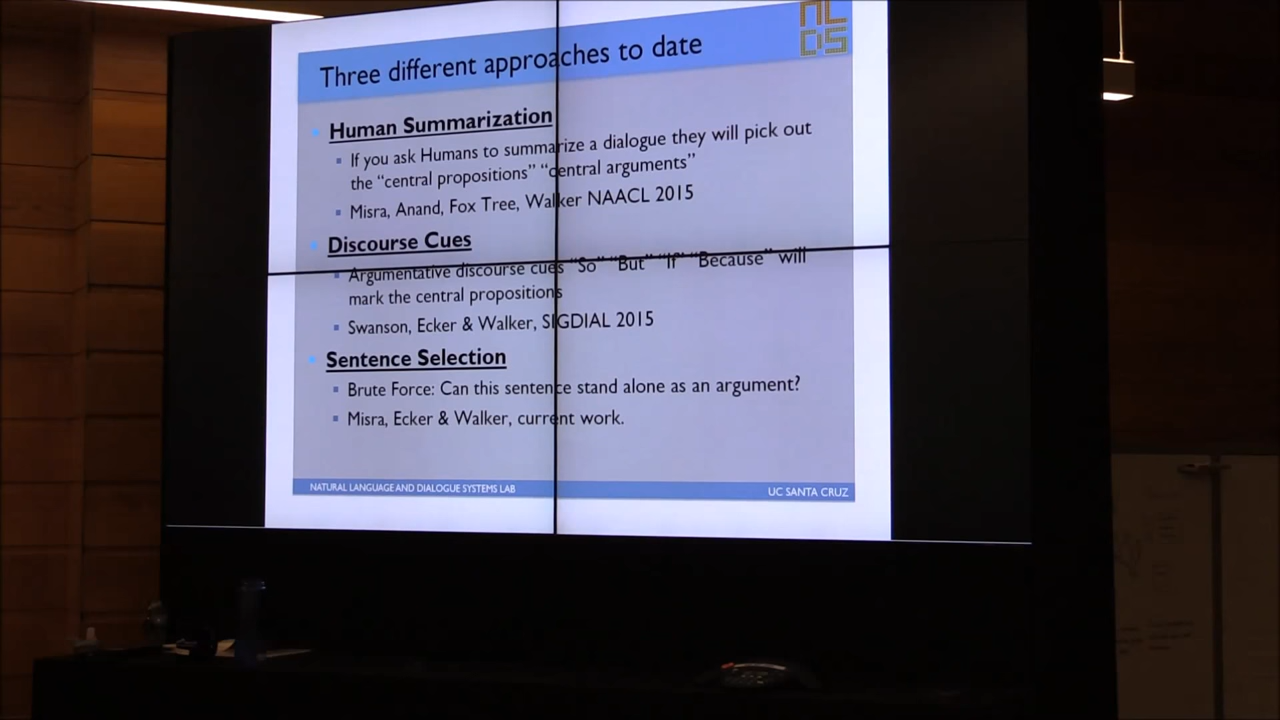 Three different approaches to date
NL
DS
Human Summarization
If you ask Humans to summarize a dialogue they will pick out
the “central propositions” “central arguments”
Misra, Anand, Fox Tree, Walker NAACL 2015
Discourse Cues
Argumentative discourse cues “So” “But” “If” “Because” will
mark the central propositions
Swanson, Ecker & Walker, SIGDIAL 2015
Sentence Selection
Brute Force: Can this sentence stand alone as an argument?
Misra, Ecker & Walker, current work.
NATURAL LANGUAGE AND DIALOGUE SYSTEMS LAB
UC SANTA CRUZ